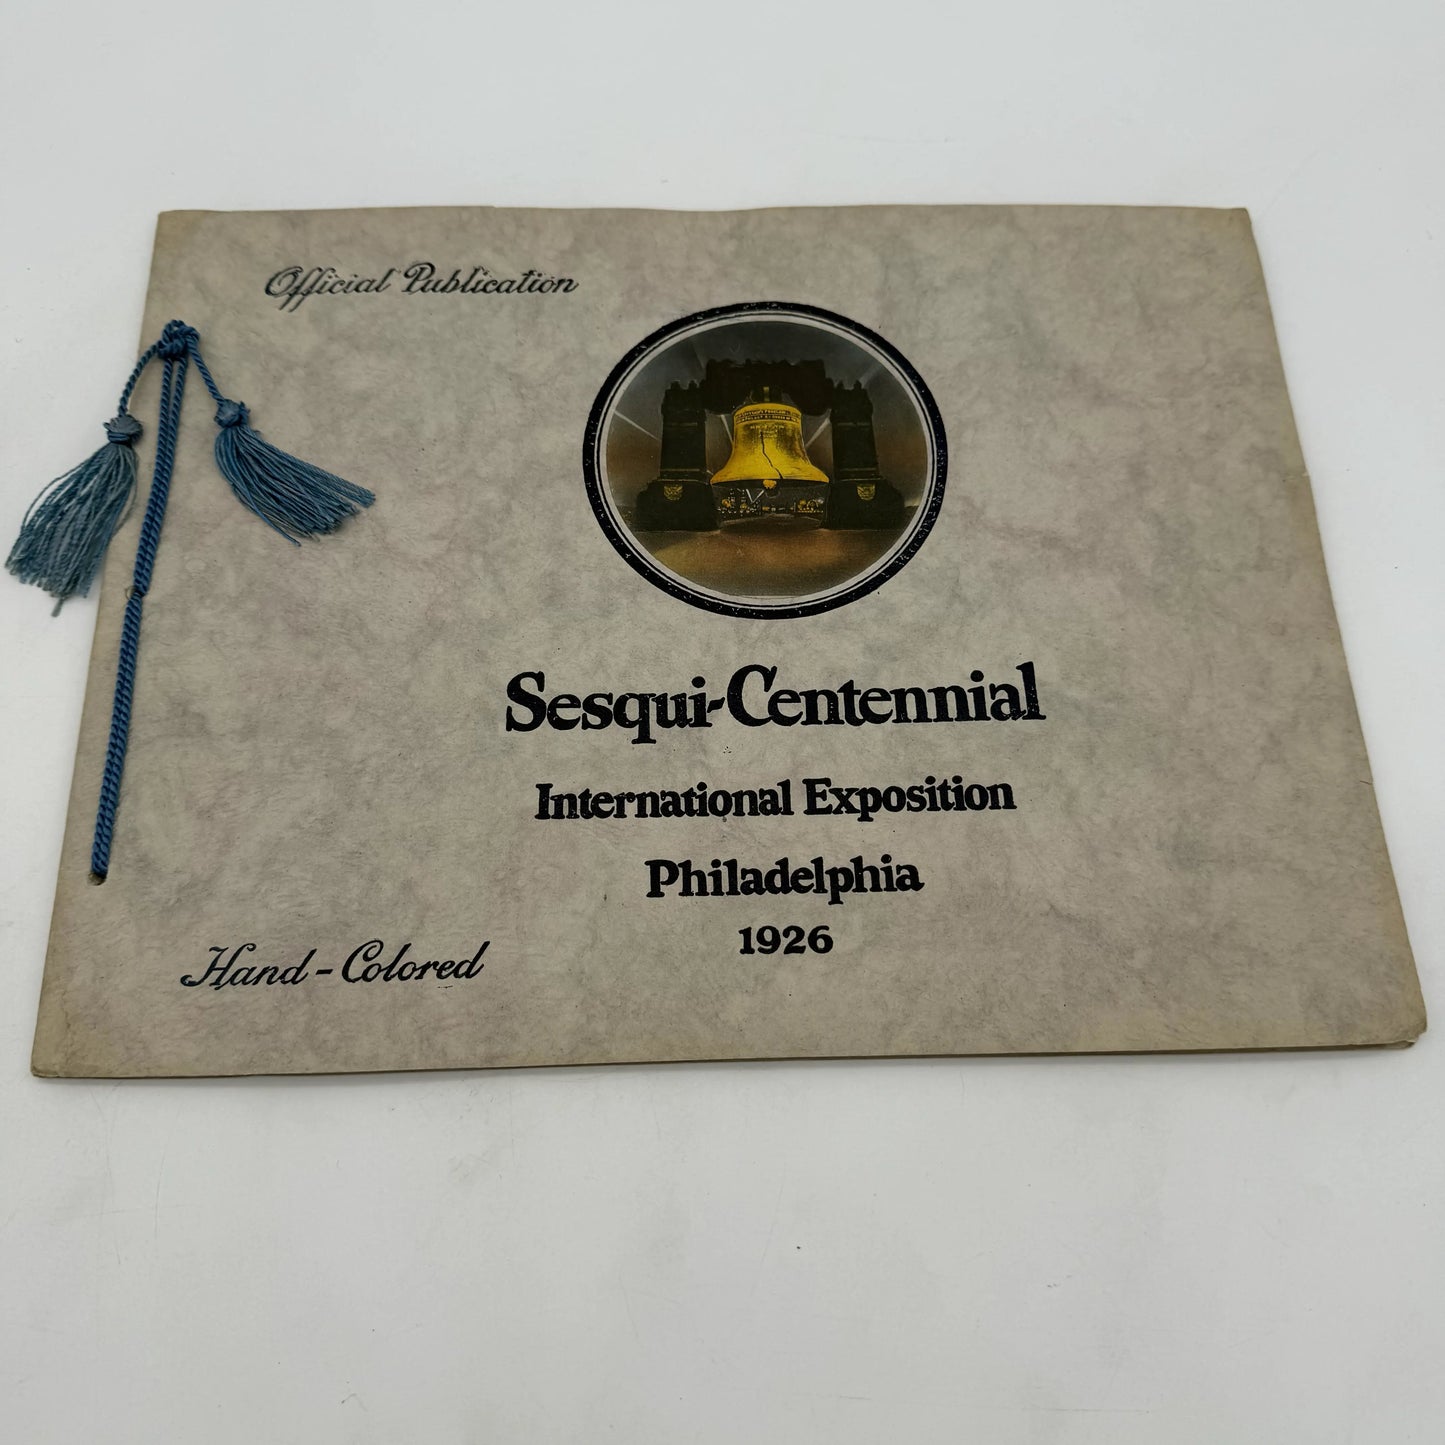 Official Publication
Sesqui-Centennial
International Exposition
Philadelphia
1926
Hand-Colored